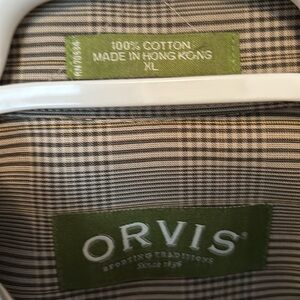 100% COTTON
MADE IN HONG KONG
XL
ORVIS
SPORTING TRADITIONS
SINCE 1856